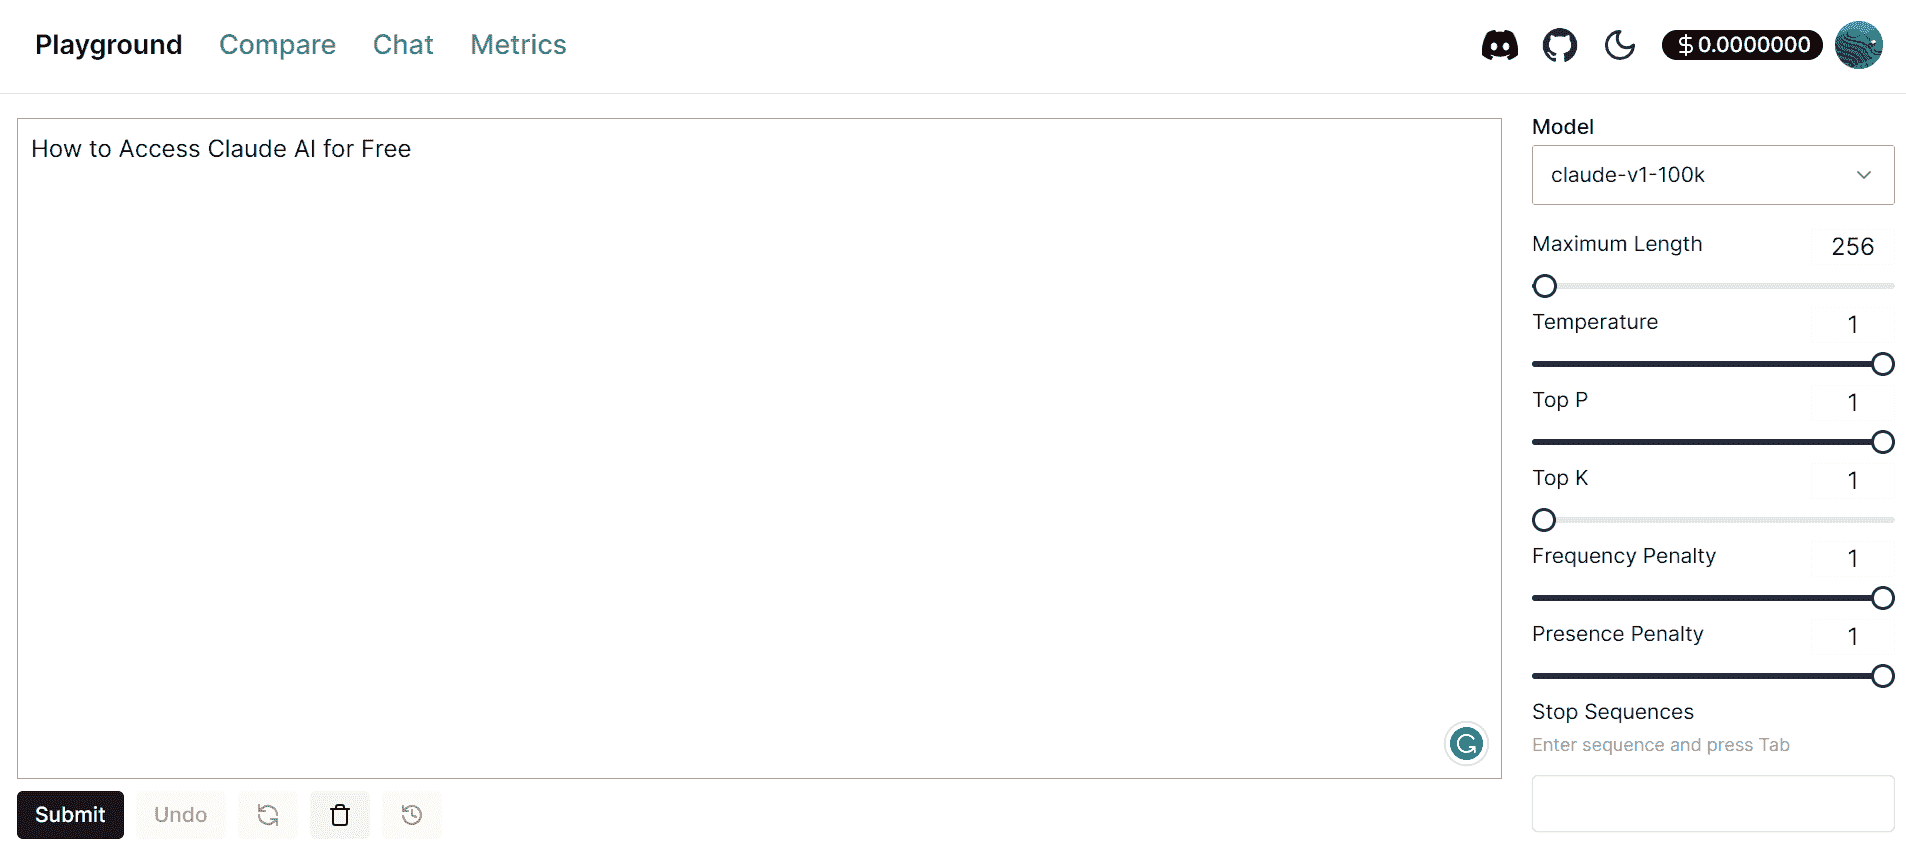 Playground Compare Chat Metrics $0.0000000
How to Access Claude AI for Free
Model
claude-v1-100k
Maximum Length 256
Temperature 1
Top P 1
Top K 1
Frequency Penalty 1
Presence Penalty 1
Stop Sequences
Enter sequence and press Tab
Submit Undo